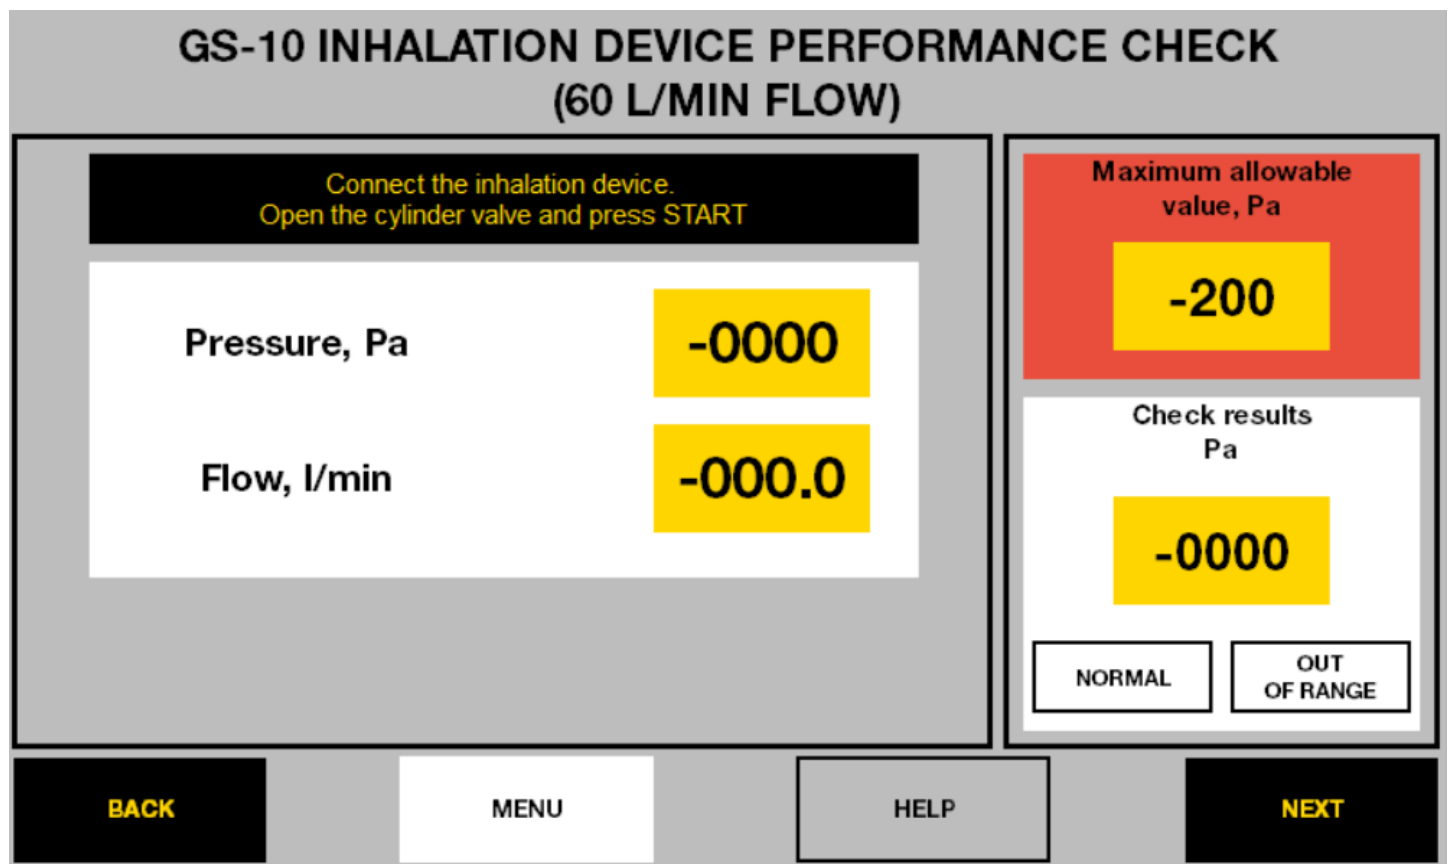 GS-10 INHALATION DEVICE PERFORMANCE CHECK
(60 L/MIN FLOW)
Connect the inhalation device.
Open the cylinder valve and press START
Pressure, Pa
-0000
Flow, l/min
-000.0
Maximum allowable
value, Pa
-200
Check results
Pa
-0000
NORMAL
OUT
OF RANGE
BACK
MENU
HELP
NEXT